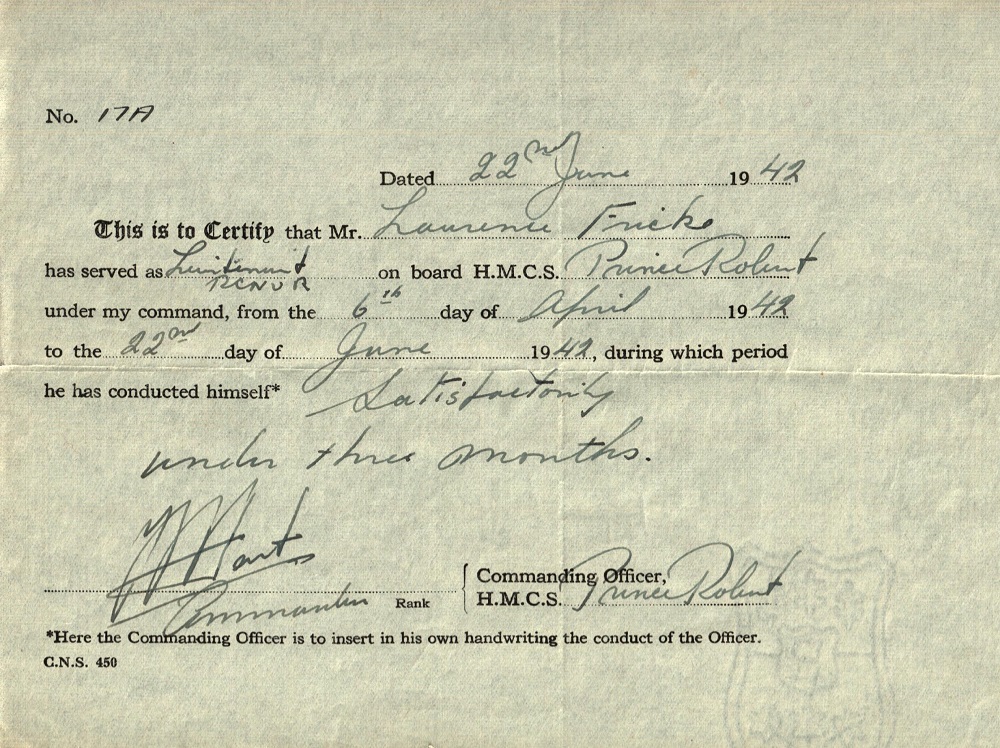 No. 17A
Dated 22nd June 1942
This is to Certify that Mr. Laurence Fricke
has served as Lieutenant on board H.M.C.S. Prince Robert
RCNVR
under my command, from the 6th day of April 1942
to the 22nd day of June 1942, during which period
he has conducted himself* Satisfactorily
under three months.
Hart
Commander Rank
Commanding Officer,
H.M.C.S. Prince Robert
*Here the Commanding Officer is to insert in his own handwriting the conduct of the Officer.
C.N.S. 450